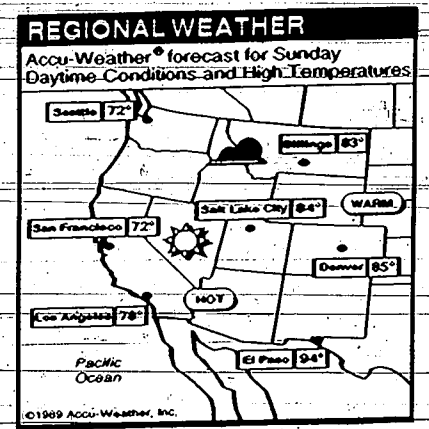 REGIONAL WEATHER
Accu-Weather® forecast for Sunday
Daytime Conditions and High Temperatures
Seattle 72°
Billings 83°
Salt Lake City 84°
WARM
San Francisco 72°
Denver 85°
HOT
Los Angeles 78°
El Paso 94°
Pacific
Ocean
©1989 Accu-Weather, Inc.